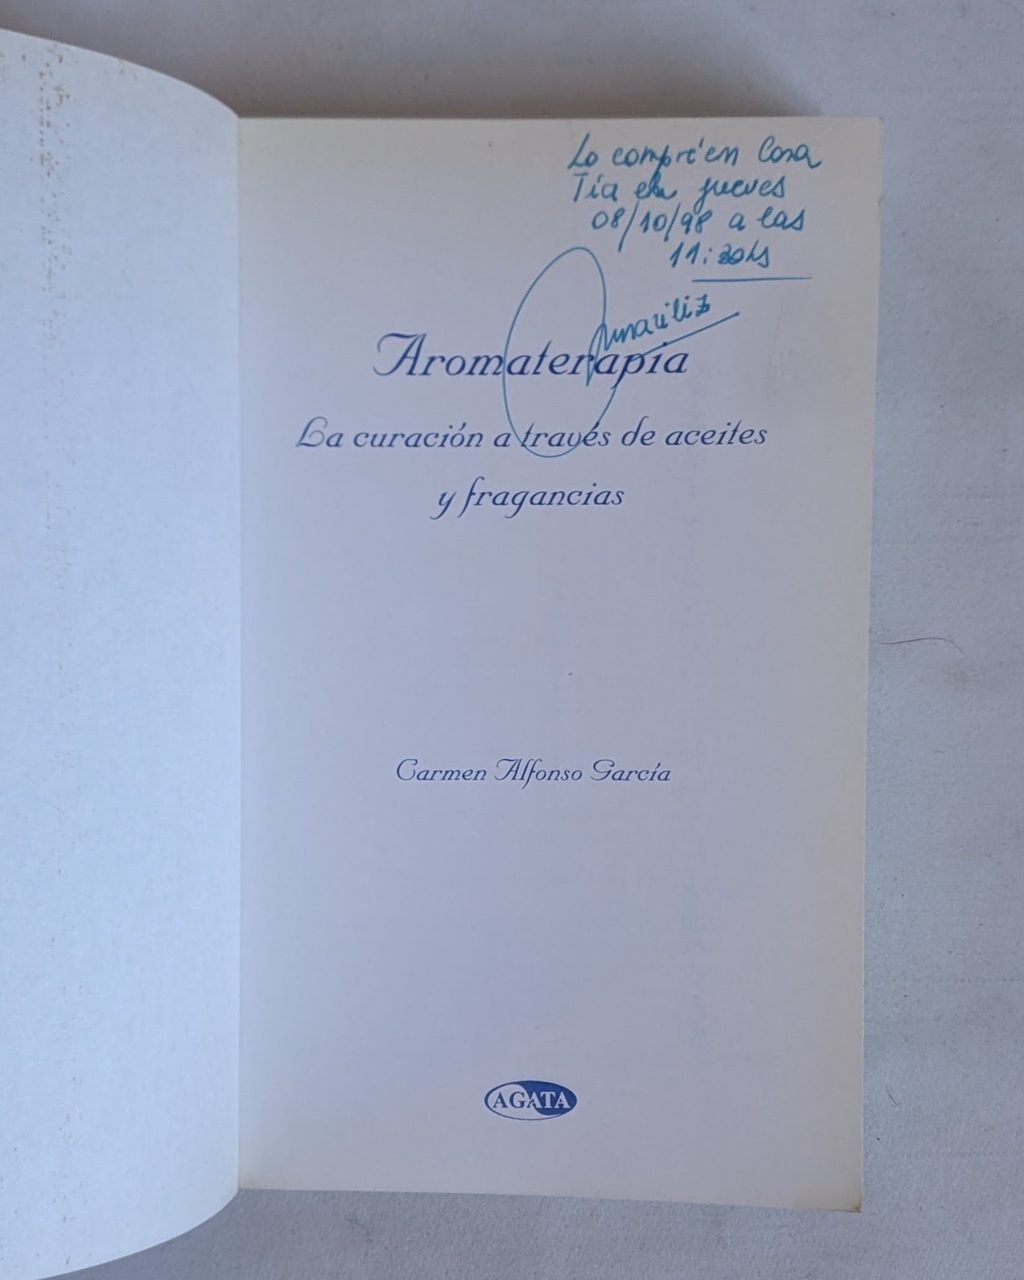 Lo compré en Casa
Tía el jueves
08/10/98 a las
11:30hs
Aromaterapia
La curación a través de aceites
y fragancias
Carmen Alfonso García
AGATA